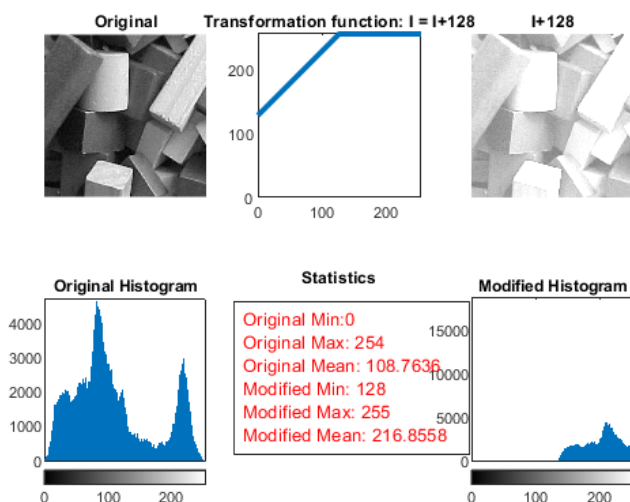 Original
Transformation function: I = I+128
I+128
200
100
0
0 100 200
Original Histogram
4000
3000
2000
1000
0
0 100 200
Statistics
Original Min:0
Original Max: 254
Original Mean: 108.7636
Modified Min: 128
Modified Max: 255
Modified Mean: 216.8558
Modified Histogram
15000
10000
5000
0
0 100 200